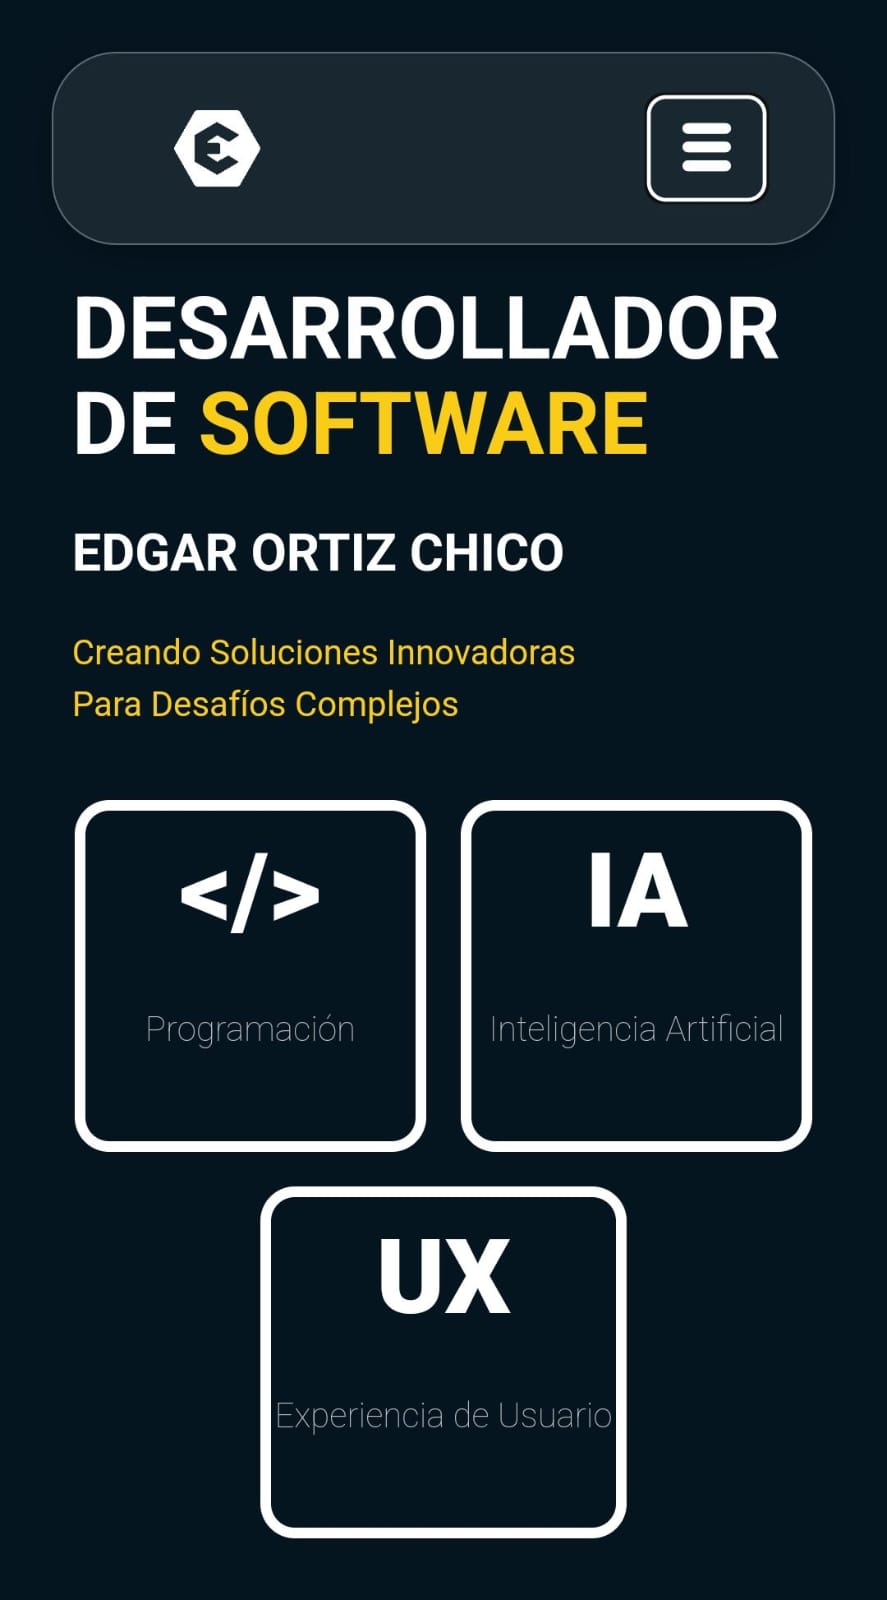 DESARROLLADOR
DE SOFTWARE
EDGAR ORTIZ CHICO
Creando Soluciones Innovadoras
Para Desafíos Complejos
</>
Programación
IA
Inteligencia Artificial
UX
Experiencia de Usuario